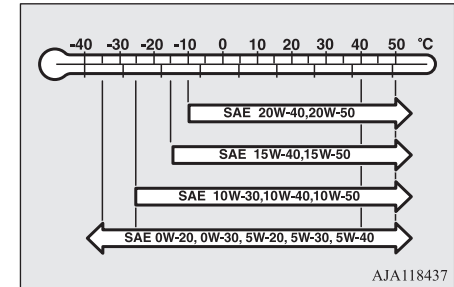 -40 -30 -20 -10 0 10 20 30 40 50 °C
SAE 20W-40,20W-50
SAE 15W-40,15W-50
SAE 10W-30,10W-40,10W-50
SAE 0W-20, 0W-30, 5W-20, 5W-30, 5W-40
AJA118437